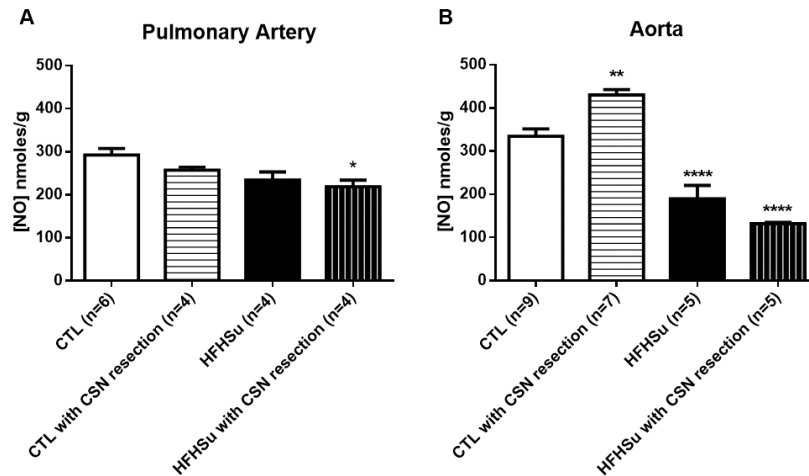 A
Pulmonary Artery
[NO] nmoles/g
500
400
300
200
100
0
*
CTL (n=6)
CTL with CSN resection (n=4)
HFHSu (n=4)
HFHSu with CSN resection (n=4)
B
Aorta
[NO] nmoles/g
500
400
300
200
100
0
**
****
****
CTL (n=9)
CTL with CSN resection (n=7)
HFHSu (n=5)
HFHSu with CSN resection (n=5)